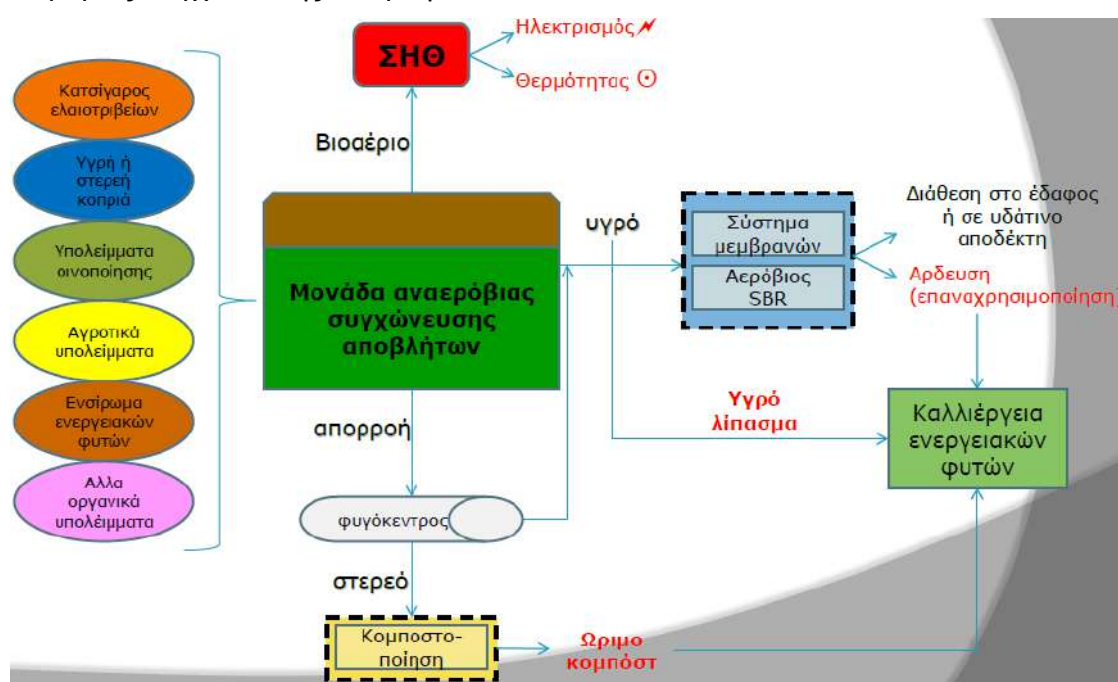 ΣΗΘ
Ηλεκτρισμός
Θερμότητας
Βιοαέριο
Κατσίγαρος
ελαιοτριβείων
Υγρή ή
στερεή
κοπριά
Υπολείμματα
οινοποίησης
Αγροτικά
υπολείμματα
Ενσίρωμα
ενεργειακών
φυτών
Αλλα
οργανικά
υπολέιμματα
Μονάδα αναερόβιας
συγχώνευσης
αποβλήτων
υγρό
Σύστημα
μεμβρανών
Αερόβιος
SBR
Διάθεση στο έδαφος
ή σε υδάτινο
αποδέκτη
Αρδευση
(επαναχρησιμοποίηση)
απορροή
Υγρό
λίπασμα
Καλλιέργεια
ενεργειακών
φυτών
φυγόκεντρος
στερεό
Κομποστο-
ποίηση
Ωριμο
κομπόστ